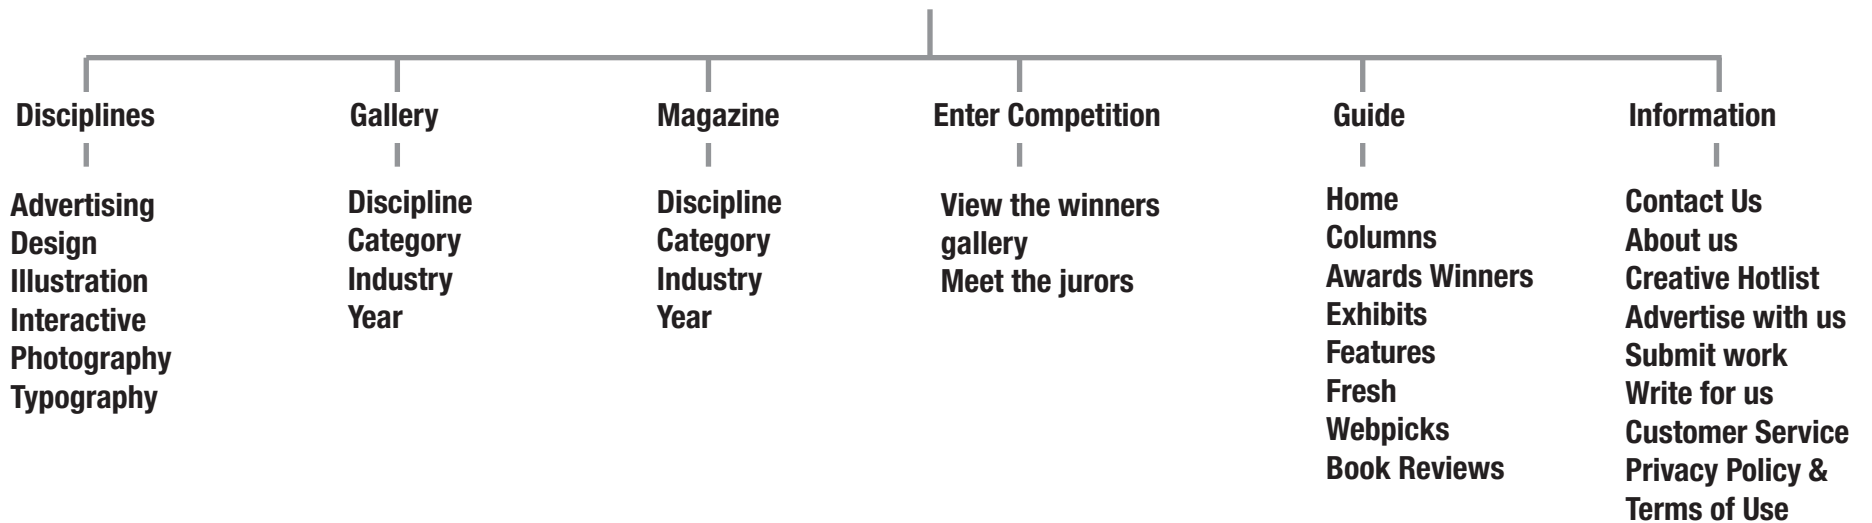 Disciplines
Advertising
Design
Illustration
Interactive
Photography
Typography
Gallery
Discipline
Category
Industry
Year
Magazine
Discipline
Category
Industry
Year
Enter Competition
View the winners
gallery
Meet the jurors
Guide
Home
Columns
Awards Winners
Exhibits
Features
Fresh
Webpicks
Book Reviews
Information
Contact Us
About us
Creative Hotlist
Advertise with us
Submit work
Write for us
Customer Service
Privacy Policy &
Terms of Use